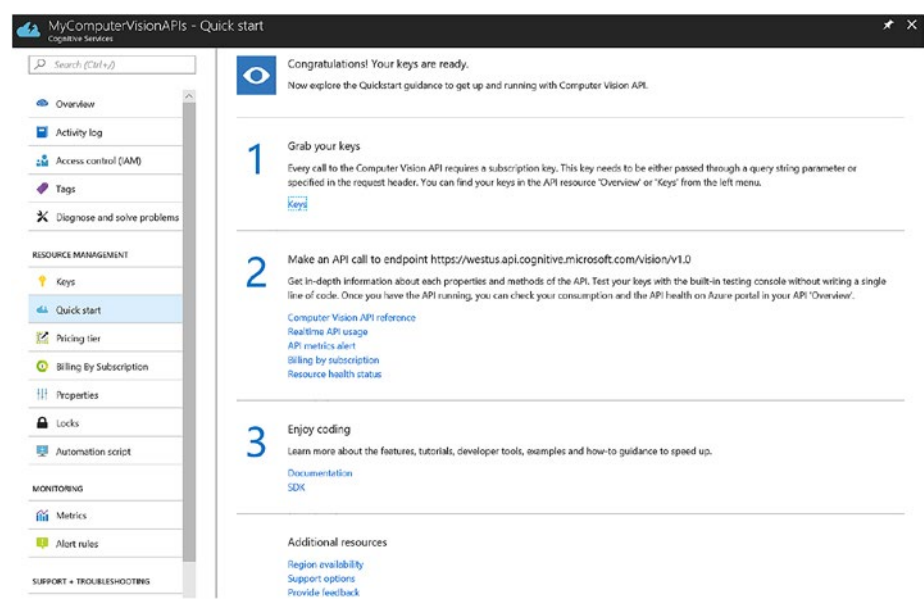 MyComputerVisionAPIs - Quick start
Cognitive Services
Search (Ctrl+/)
Overview
Activity log
Access control (IAM)
Tags
Diagnose and solve problems
RESOURCE MANAGEMENT
Keys
Quick start
Pricing tier
Billing By Subscription
Properties
Locks
Automation script
MONITORING
Metrics
Alert rules
SUPPORT + TROUBLESHOOTING
Congratulations! Your keys are ready.
Now explore the Quickstart guidance to get up and running with Computer Vision API.
1
Grab your keys
Every call to the Computer Vision API requires a subscription key. This key needs to be either passed through a query string parameter or
specified in the request header. You can find your keys in the API resource 'Overview' or 'Keys' from the left menu.
Keys
2
Make an API call to endpoint https://westus.api.cognitive.microsoft.com/vision/v1.0
Get in-depth information about each properties and methods of the API. Test your keys with the built-in testing console without writing a single
line of code. Once you have the API running, you can check your consumption and the API health on Azure portal in your API 'Overview'.
Computer Vision API reference
Realtime API usage
API metrics alert
Billing by subscription
Resource health status
3
Enjoy coding
Learn more about the features, tutorials, developer tools, examples and how-to guidance to speed up.
Documentation
SDK
Additional resources
Region availability
Support options
Provide feedback